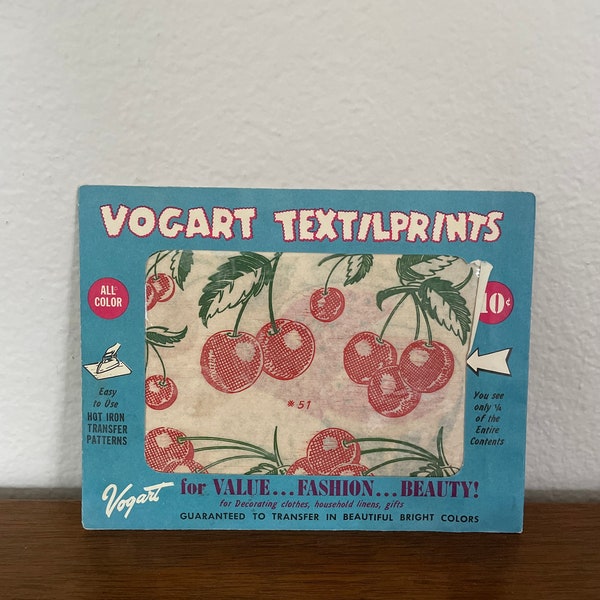 VOGART TEXTILPRINTS
ALL
COLOR
10¢
Easy
to Use
HOT IRON
TRANSFER
PATTERNS
# 51
You see
only ¼
of the
Entire
Contents
Vogart
for VALUE...FASHION...BEAUTY!
for Decorating clothes, household linens, gifts
GUARANTEED TO TRANSFER IN BEAUTIFUL BRIGHT COLORS